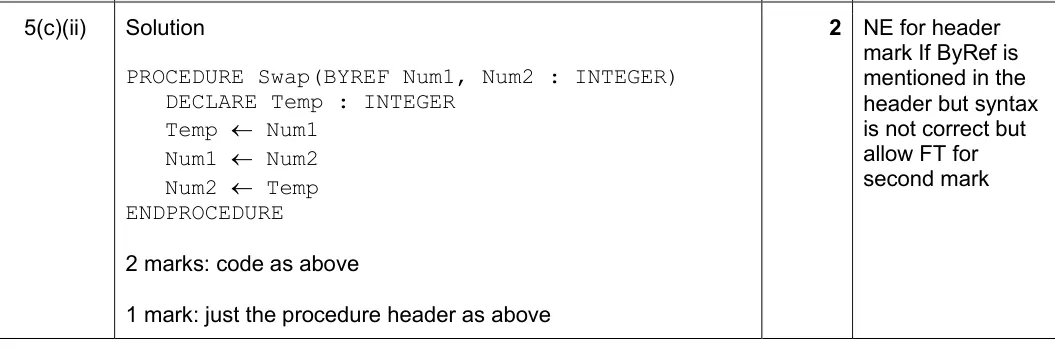 5(c)(ii)
Solution
PROCEDURE Swap(BYREF Num1, Num2 : INTEGER)
DECLARE Temp : INTEGER
Temp ← Num1
Num1 ← Num2
Num2 ← Temp
ENDPROCEDURE
2 marks: code as above
1 mark: just the procedure header as above
2
NE for header
mark If ByRef is
mentioned in the
header but syntax
is not correct but
allow FT for
second mark